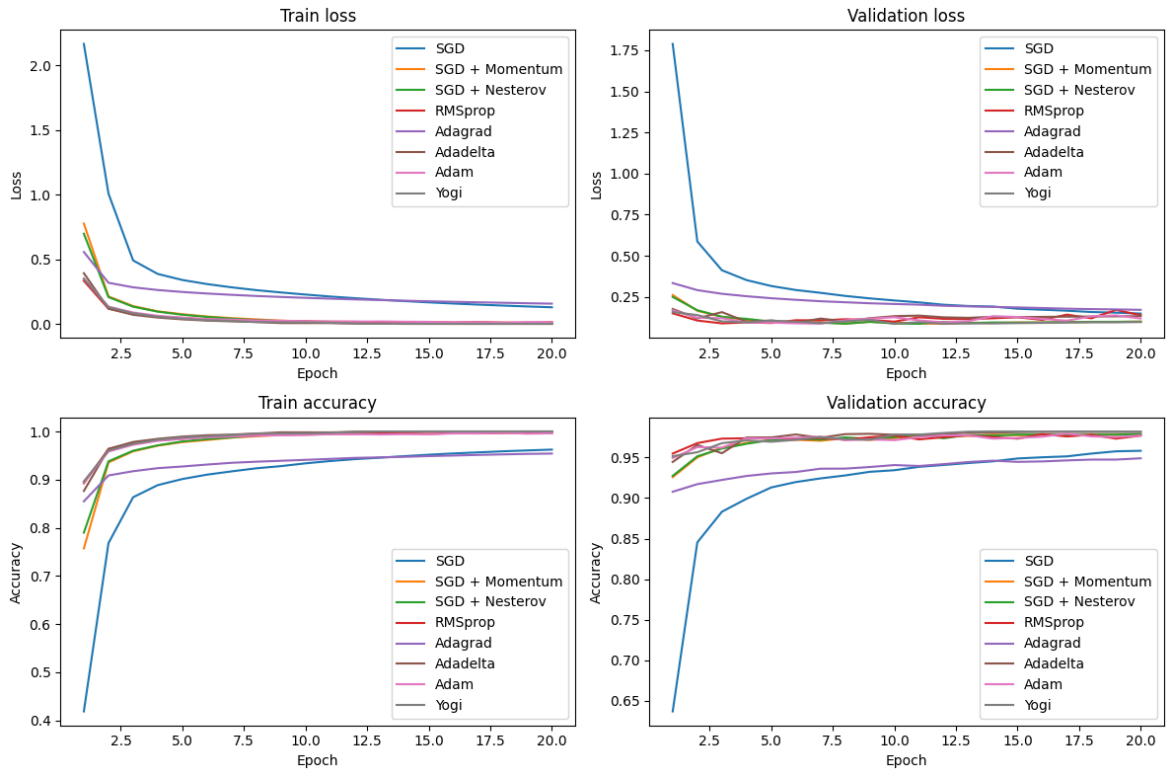 Train loss
Loss
2.0
1.5
1.0
0.5
0.0
SGD
SGD + Momentum
SGD + Nesterov
RMSprop
Adagrad
Adadelta
Adam
Yogi
2.5 5.0 7.5 10.0 12.5 15.0 17.5 20.0
Epoch
Validation loss
Loss
1.75
1.50
1.25
1.00
0.75
0.50
0.25
SGD
SGD + Momentum
SGD + Nesterov
RMSprop
Adagrad
Adadelta
Adam
Yogi
2.5 5.0 7.5 10.0 12.5 15.0 17.5 20.0
Epoch
Train accuracy
Accuracy
1.0
0.9
0.8
0.7
0.6
0.5
0.4
SGD
SGD + Momentum
SGD + Nesterov
RMSprop
Adagrad
Adadelta
Adam
Yogi
2.5 5.0 7.5 10.0 12.5 15.0 17.5 20.0
Epoch
Validation accuracy
Accuracy
0.95
0.90
0.85
0.80
0.75
0.70
0.65
SGD
SGD + Momentum
SGD + Nesterov
RMSprop
Adagrad
Adadelta
Adam
Yogi
2.5 5.0 7.5 10.0 12.5 15.0 17.5 20.0
Epoch